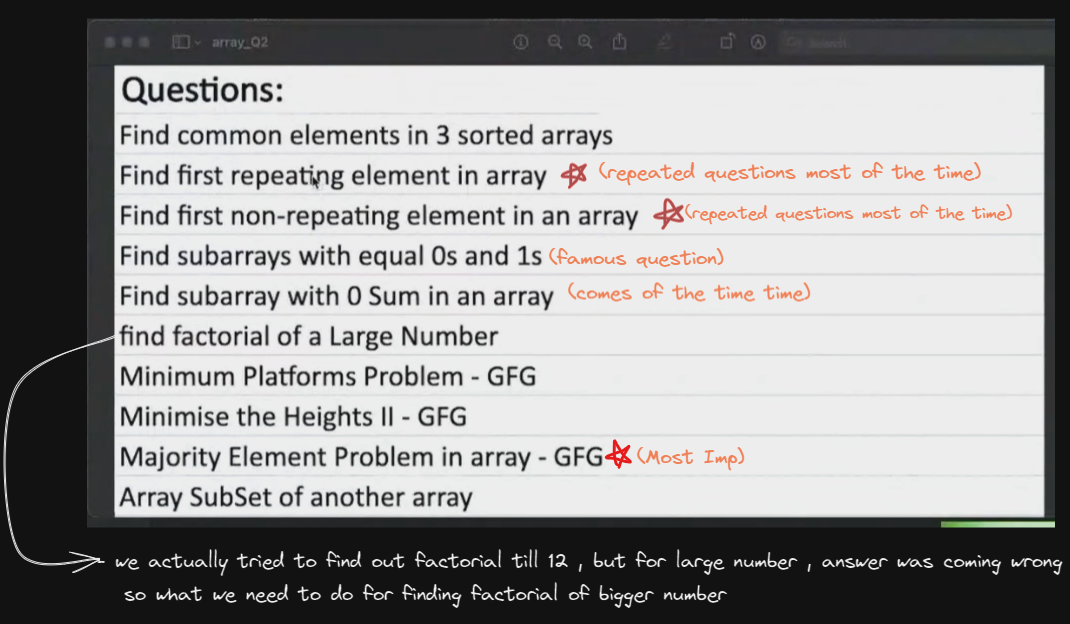 array_Q2
Search
Questions:
Find common elements in 3 sorted arrays
Find first repeating element in array (repeated questions most of the time)
Find first non-repeating element in an array (repeated questions most of the time)
Find subarrays with equal 0s and 1s (famous question)
Find subarray with 0 Sum in an array (comes of the time time)
find factorial of a Large Number
Minimum Platforms Problem - GFG
Minimise the Heights II - GFG
Majority Element Problem in array - GFG (Most Imp)
Array SubSet of another array
we actually tried to find out factorial till 12 , but for large number , answer was coming wrong
so what we need to do for finding factorial of bigger number